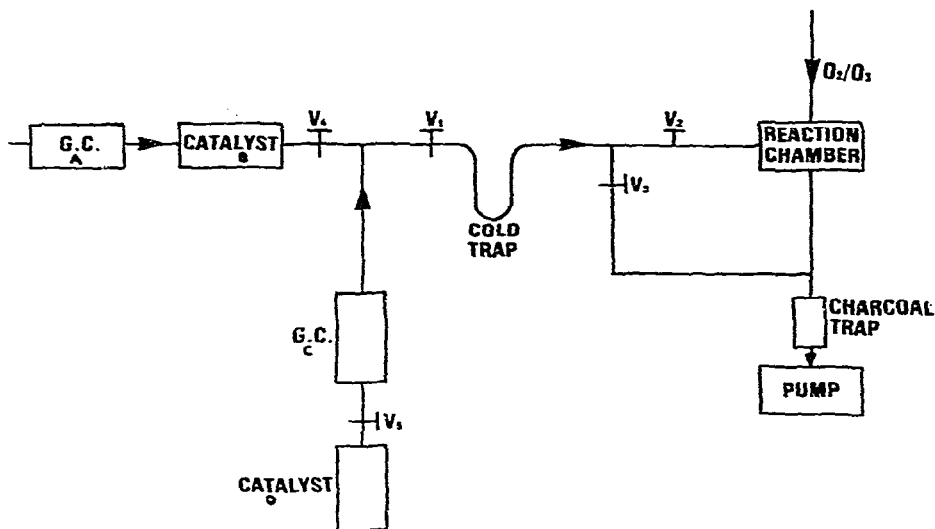 O₂/O₃
V₄
V₁
V₂
G.C.
A
CATALYST
B
REACTION
CHAMBER
V₃
COLD
TRAP
G.C.
C
CHARCOAL
TRAP
PUMP
V₅
CATALYST
D